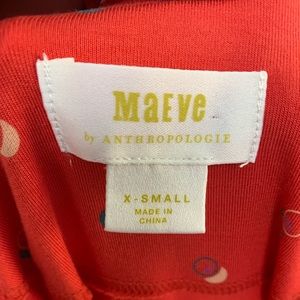 MaEVe
by ANTHROPOLOGIE
X-SMALL
MADE IN
CHINA